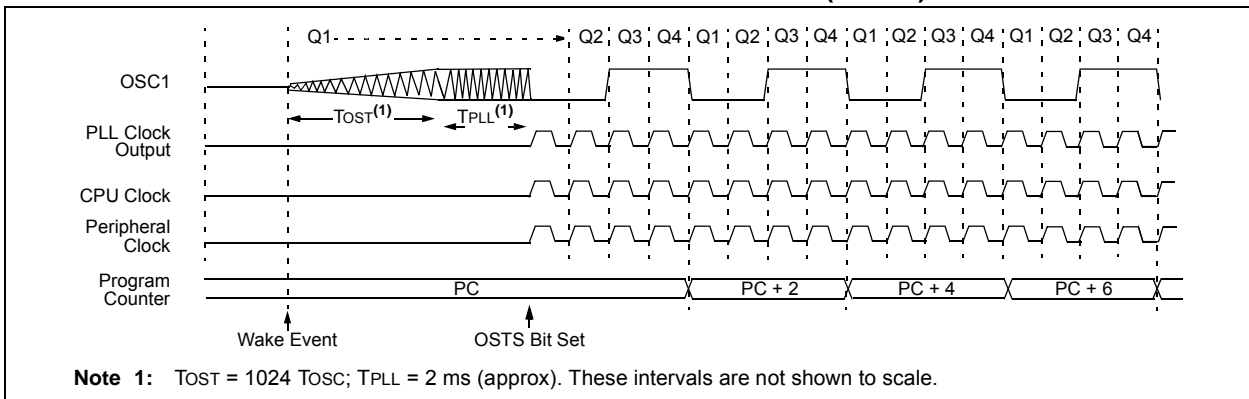 Q1 Q2 Q3 Q4 Q1 Q2 Q3 Q4 Q1 Q2 Q3 Q4 Q1 Q2 Q3 Q4
OSC1
TOST(1) TPLL(1)
PLL Clock
Output
CPU Clock
Peripheral
Clock
Program
Counter
PC PC + 2 PC + 4 PC + 6
Wake Event OSTS Bit Set
Note 1: TOST = 1024 TOSC; TPLL = 2 ms (approx). These intervals are not shown to scale.